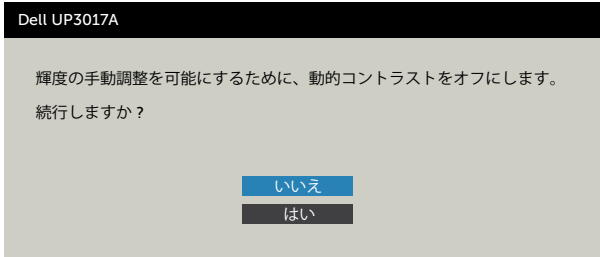 Dell UP3017A
輝度の手動調整を可能にするために、動的コントラストをオフにします。
続行しますか ?
いいえ
はい